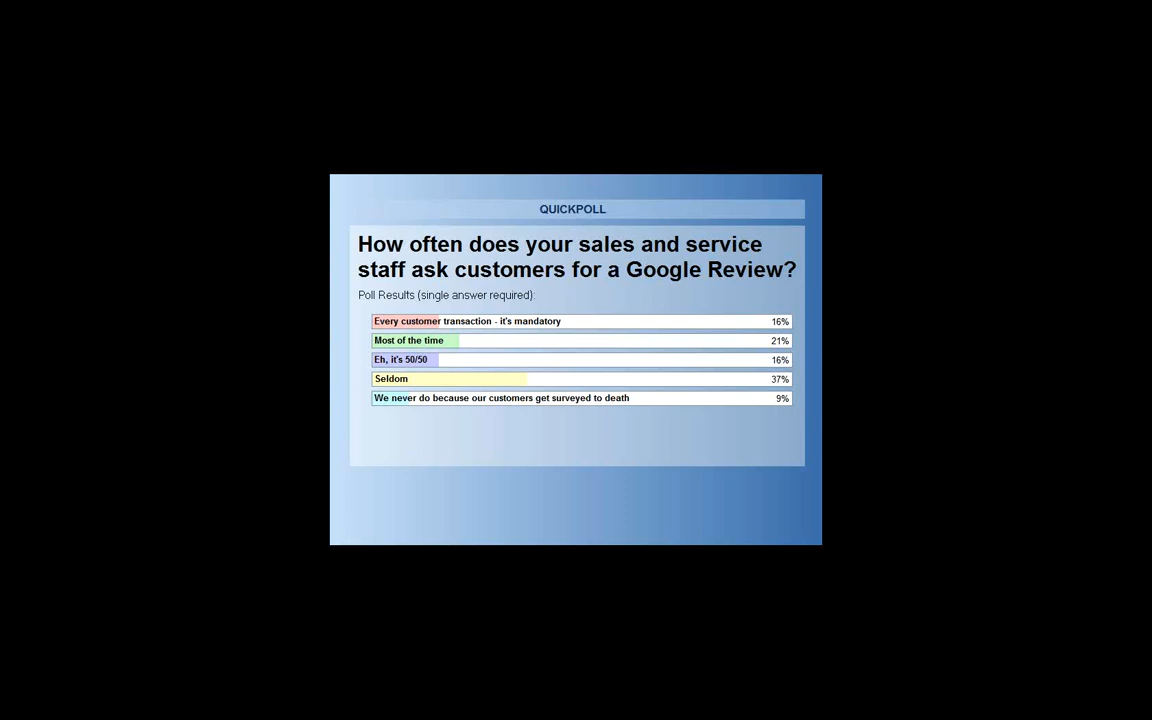 QUICKPOLL
How often does your sales and service
staff ask customers for a Google Review?
Poll Results (single answer required):
Every customer transaction - it's mandatory 16%
Most of the time 21%
Eh, it's 50/50 16%
Seldom 37%
We never do because our customers get surveyed to death 9%